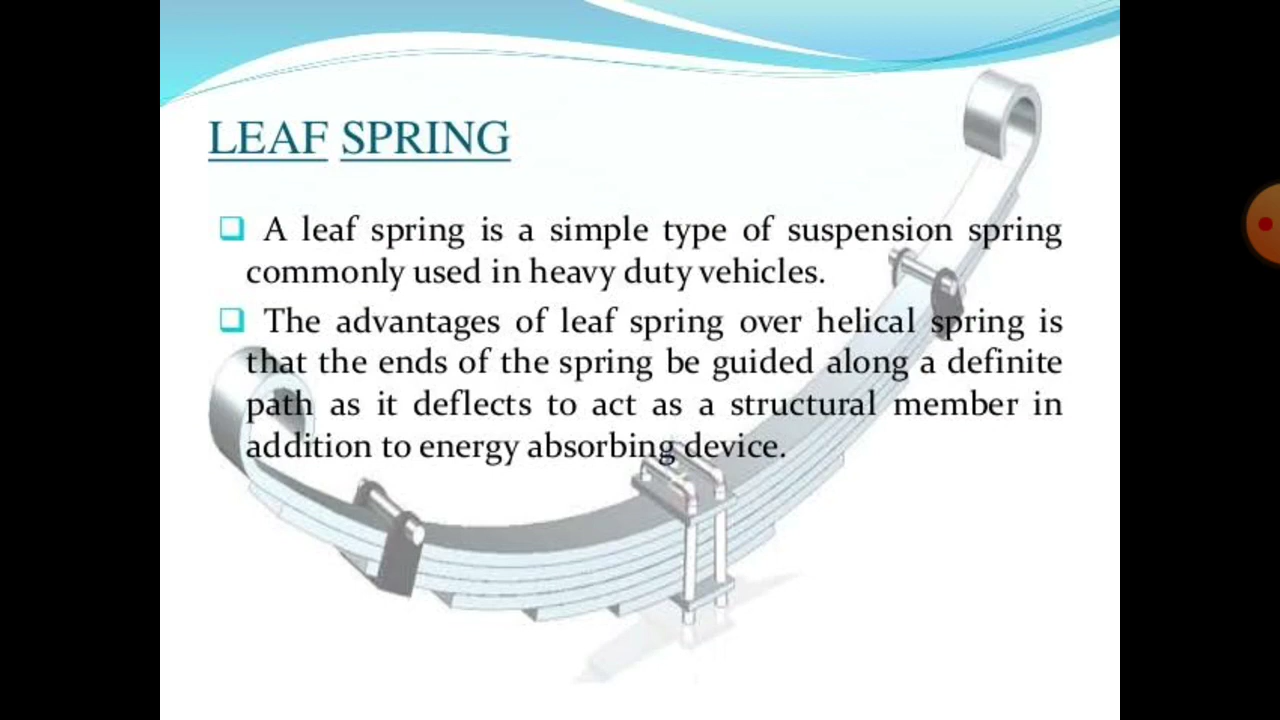 LEAF SPRING
❑ A leaf spring is a simple type of suspension spring
commonly used in heavy duty vehicles.
❑ The advantages of leaf spring over helical spring is
that the ends of the spring be guided along a definite
path as it deflects to act as a structural member in
addition to energy absorbing device.